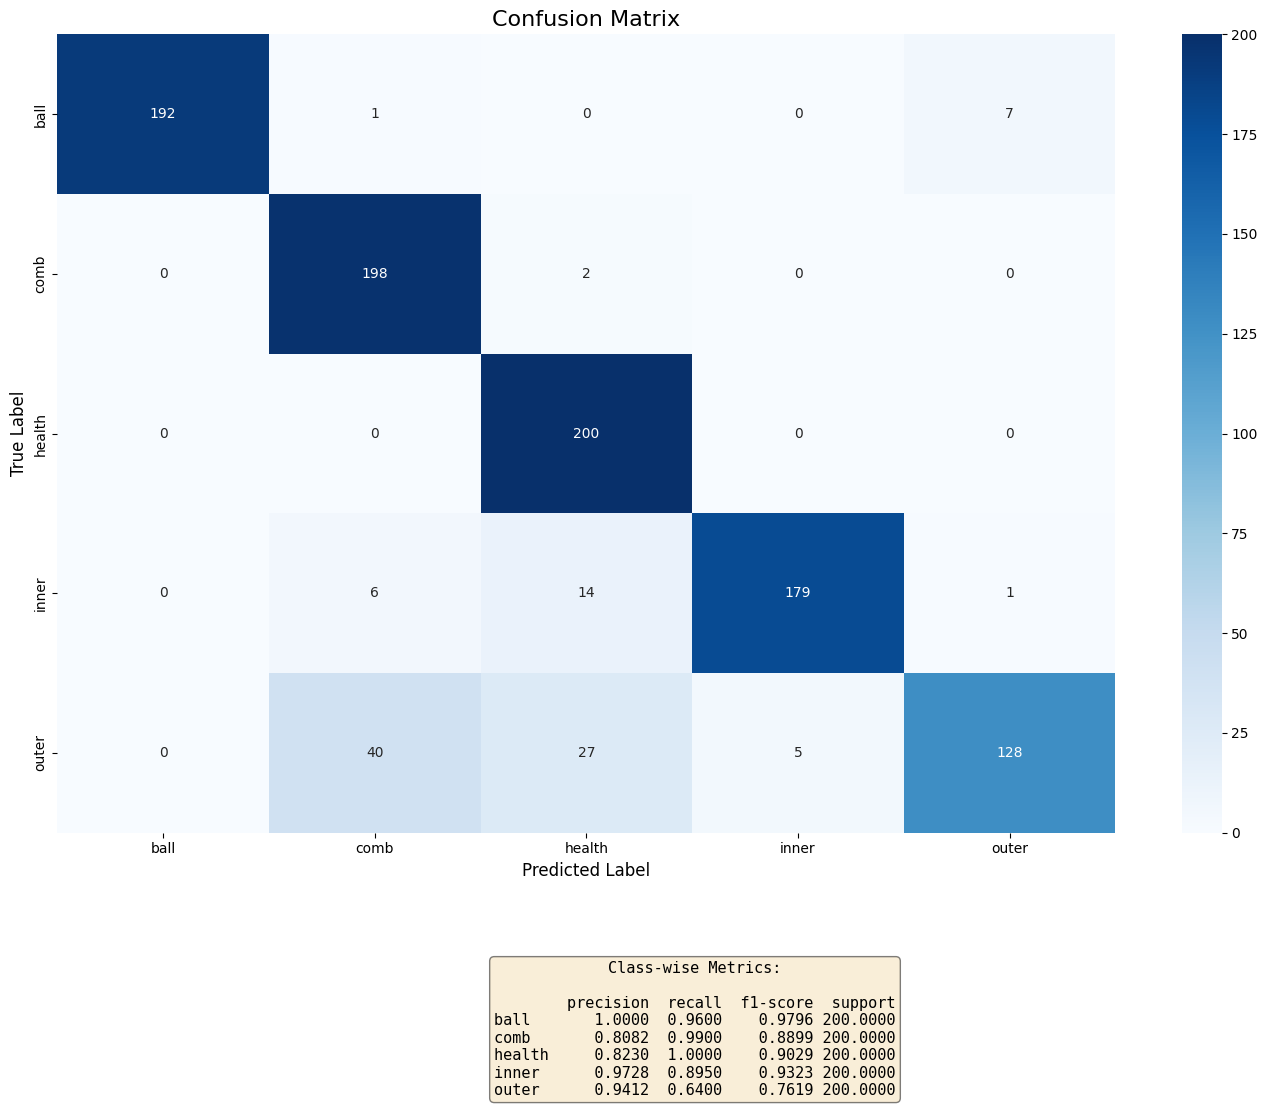 Confusion Matrix
True Label
ball 192 1 0 0 7
comb 0 198 2 0 0
health 0 0 200 0 0
inner 0 6 14 179 1
outer 0 40 27 5 128
ball comb health inner outer
Predicted Label
200
175
150
125
100
75
50
25
0
Class-wise Metrics:
precision recall f1-score support
ball 1.0000 0.9600 0.9796 200.0000
comb 0.8082 0.9900 0.8899 200.0000
health 0.8230 1.0000 0.9029 200.0000
inner 0.9728 0.8950 0.9323 200.0000
outer 0.9412 0.6400 0.7619 200.0000